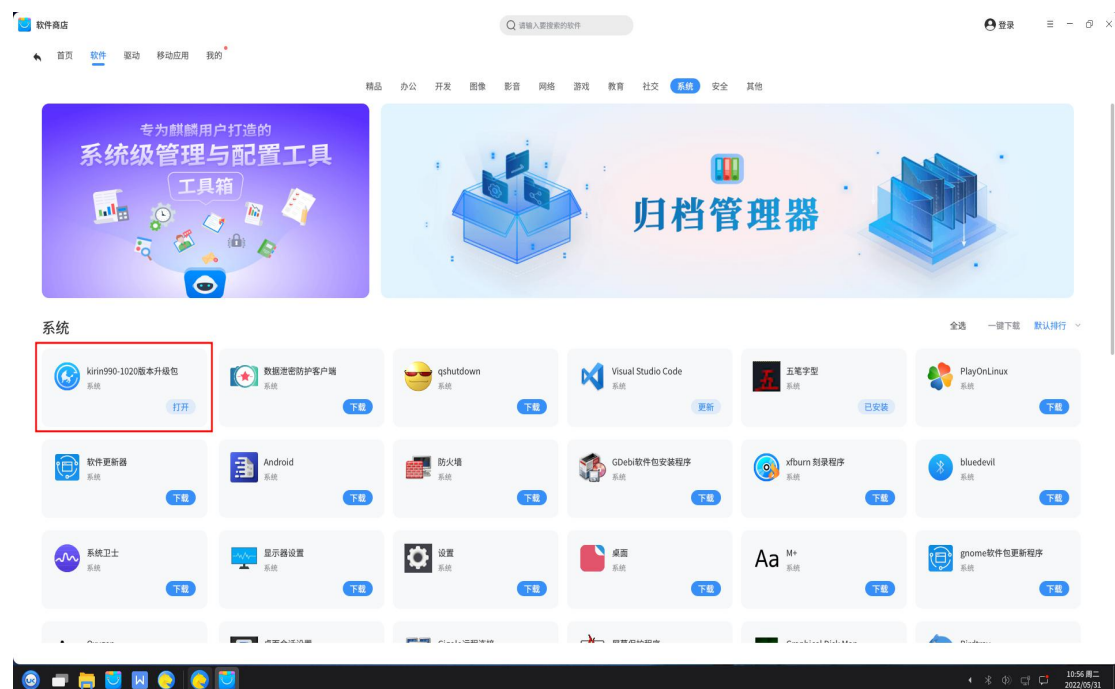 软件商店
请输入要搜索的软件
登录
首页 软件 驱动 移动应用 我的
精品 办公 开发 图像 影音 网络 游戏 教育 社交 系统 安全 其他
专为麒麟用户打造的
系统级管理与配置工具
工具箱
归档管理器
系统
全选 一键下载 默认排行
kirin990-1020版本升级包
系统
打开
数据泄密防护客户端
系统
下载
qshutdown
系统
下载
Visual Studio Code
系统
更新
五笔字型
系统
已安装
PlayOnLinux
系统
下载
软件更新器
系统
下载
Android
系统
下载
防火墙
系统
下载
GDebi软件包安装程序
系统
下载
xfburn 刻录程序
系统
下载
bluedevil
系统
下载
系统卫士
系统
下载
显示器设置
系统
下载
设置
系统
下载
桌面
系统
下载
Aa
M+
系统
下载
gnome软件包更新程序
系统
下载
10:56 周二
2022/05/31